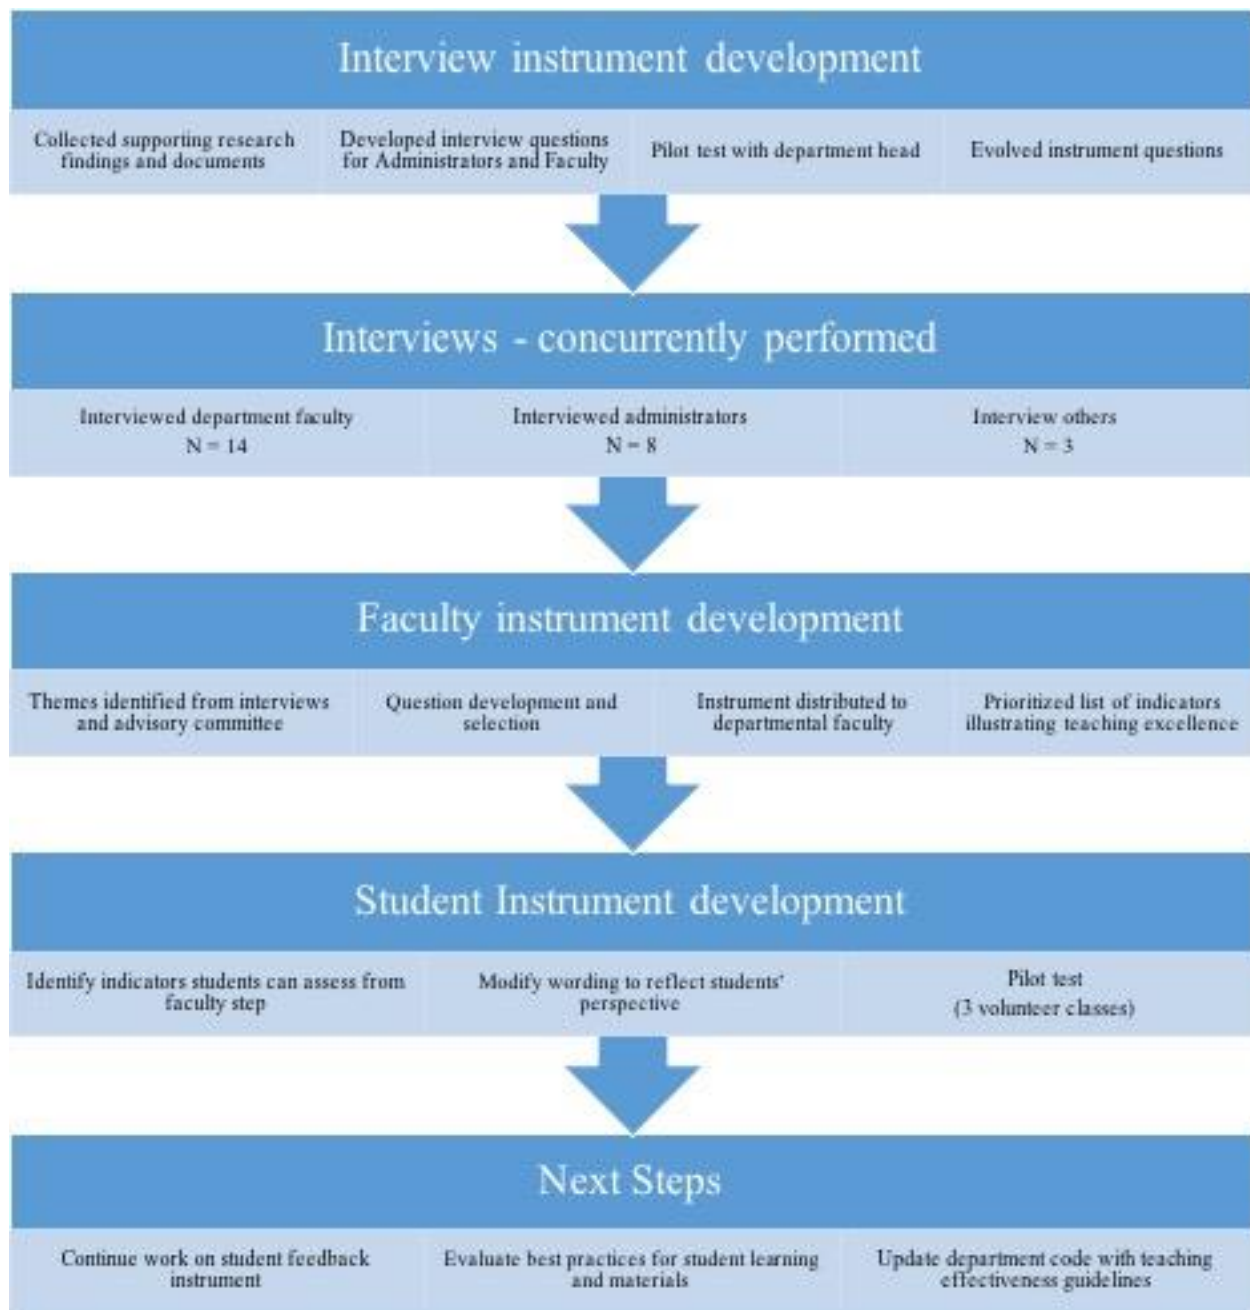 Interview instrument development
Collected supporting research
findings and documents
Developed interview questions
for Administrators and Faculty
Pilot test with department head
Evolved instrument questions
Interviews - concurrently performed
Interviewed department faculty
N = 14
Interviewed administrators
N = 8
Interview others
N = 3
Faculty instrument development
Themes identified from interviews
and advisory committee
Question development and
selection
Instrument distributed to
departmental faculty
Prioritized list of indicators
illustrating teaching excellence
Student Instrument development
Identify indicators students can assess from
faculty step
Modify wording to reflect students'
perspective
Pilot test
(3 volunteer classes)
Next Steps
Continue work on student feedback
instrument
Evaluate best practices for student learning
and materials
Update department code with teaching
effectiveness guidelines